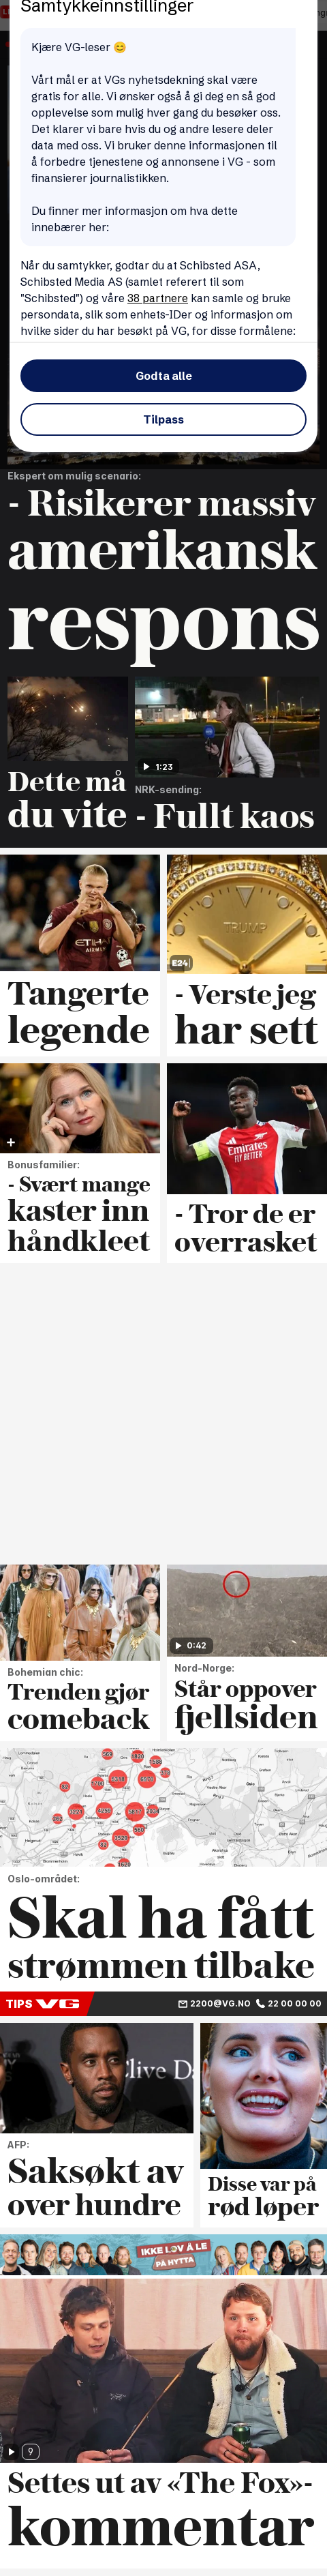 Samtykkeinnstillinger
Kjære VG-leser 😊
Vårt mål er at VGs nyhetsdekning skal være
gratis for alle. Vi ønsker også å gi deg en så god
opplevelse som mulig hver gang du besøker oss.
Det klarer vi bare hvis du og andre lesere deler
data med oss. Vi bruker denne informasjonen til
å forbedre tjenestene og annonsene i VG - som
finansierer journalistikken.
Du finner mer informasjon om hva dette
innebærer her:
Når du samtykker, godtar du at Schibsted ASA,
Schibsted Media AS (samlet referert til som
"Schibsted") og våre 38 partnere kan samle og bruke
persondata, slik som enhets-IDer og informasjon om
hvilke sider du har besøkt på VG, for disse formålene:
Godta alle
Tilpass
Ekspert om mulig scenario:
- Risikerer massiv
amerikansk
respons
Dette må
du vite
1:23
NRK-sending:
- Fullt kaos
Tangerte
legende
TRUMP
E24
- Verste jeg
har sett
Bonusfamilier:
- Svært mange
kaster inn
håndkleet
Emirates
FLY BETTER
- Tror de er
overrasket
Bohemian chic:
Trenden gjør
comeback
0:42
Nord-Norge:
Står oppover
fjellsiden
Oslo-området:
Skal ha fått
strømmen tilbake
TIPS VG
2200@VG.NO
22 00 00 00
Clive Da
AFP:
Saksøkt av
over hundre
Disse var på
rød løper
IKKE LOV Å LE
PÅ HYTTA
9
Settes ut av «The Fox»-
kommentar